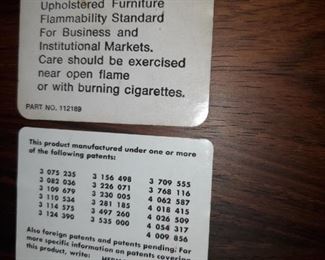 Upholstered Furniture
Flammability Standard
For Business and
Institutional Markets.
Care should be exercised
near open flame
or with burning cigarettes.
PART NO. 112189
This product manufactured under one or more
of the following patents:
3 075 235 3 156 498 3 709 555
3 082 036 3 226 071 3 768 116
3 109 679 3 230 005 4 062 587
3 110 534 3 281 185 4 018 415
3 114 575 3 497 260 4 026 509
3 124 390 3 535 000 4 054 317
4 009 856
Also foreign patents and patents pending. For
more specific information on patents covering
this product, write: